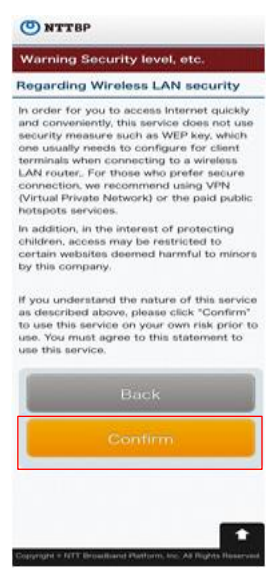 NTTBP
Warning Security level, etc.
Regarding Wireless LAN security
In order for you to access Internet quickly
and conveniently, this service does not use
security measure such as WEP key, which
one usually needs to configure for client
terminals when connecting to a wireless
LAN router,. For those who prefer secure
connection, we recommend using VPN
(Virtual Private Network) or the paid public
hotspots services.
In addition, in the interest of protecting
children, access may be restricted to
certain websites deemed harmful to minors
by this company.
If you understand the nature of this service
as described above, please click "Confirm"
to use this service on your own risk prior to
use. You must agree to this statement to
use this service.
Back
Confirm
Copyright © NTT Broadband Platform, Inc. All Rights Reserved